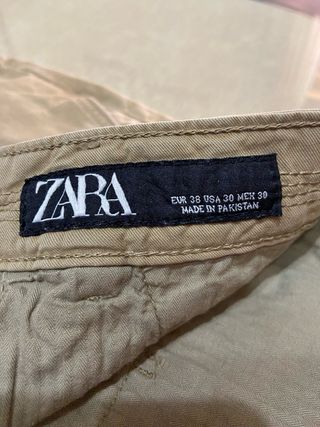 ZARA
EUR 38 USA 30 MEX 30
MADE IN PAKISTAN